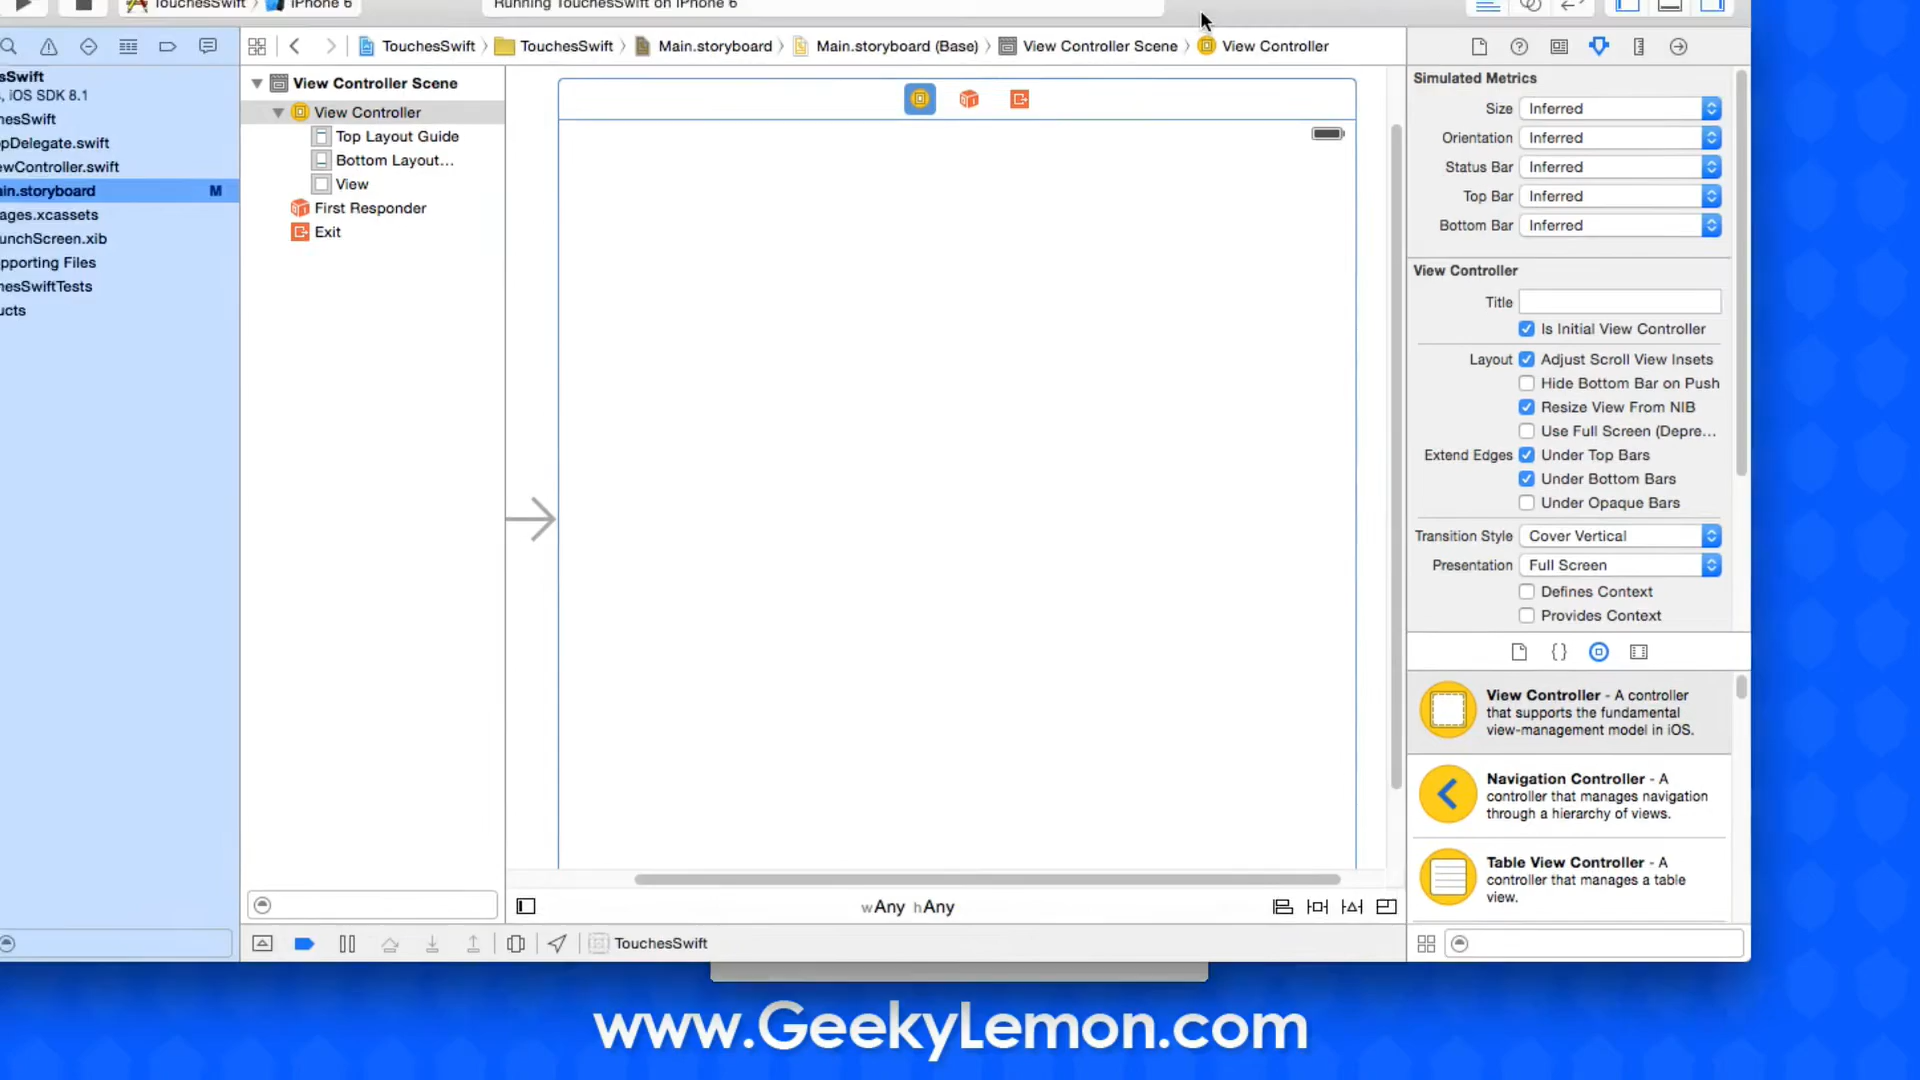 TouchesSwift
iPhone 6
Running TouchesSwift on iPhone 6
TouchesSwift
TouchesSwift
Main.storyboard
Main.storyboard (Base)
View Controller Scene
View Controller
sSwift
, iOS SDK 8.1
hesSwift
ppDelegate.swift
ewController.swift
ain.storyboard
M
ages.xcassets
unchScreen.xib
pporting Files
hesSwiftTests
ucts
View Controller Scene
View Controller
Top Layout Guide
Bottom Layout...
View
First Responder
Exit
wAny hAny
TouchesSwift
Simulated Metrics
Size Inferred
Orientation Inferred
Status Bar Inferred
Top Bar Inferred
Bottom Bar Inferred
View Controller
Title
Is Initial View Controller
Layout Adjust Scroll View Insets
Hide Bottom Bar on Push
Resize View From NIB
Use Full Screen (Depre...
Extend Edges Under Top Bars
Under Bottom Bars
Under Opaque Bars
Transition Style Cover Vertical
Presentation Full Screen
Defines Context
Provides Context
View Controller - A controller
that supports the fundamental
view-management model in iOS.
Navigation Controller - A
controller that manages navigation
through a hierarchy of views.
Table View Controller - A
controller that manages a table
view.
www.GeekyLemon.com